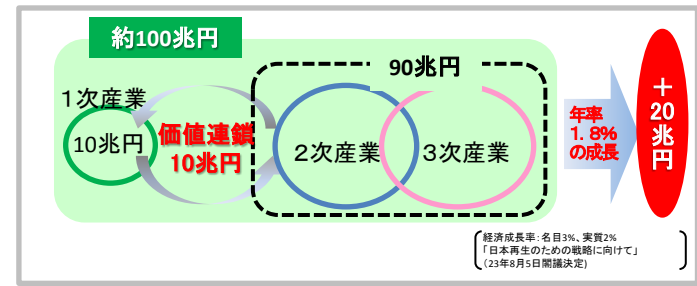 約100兆円
90兆円
1次産業
10兆円
価値連鎖
10兆円
2次産業
3次産業
年率
1.8%
の成長
＋20兆円
経済成長率：名目3%、実質2%
「日本再生のための戦略に向けて」
（23年8月5日閣議決定)